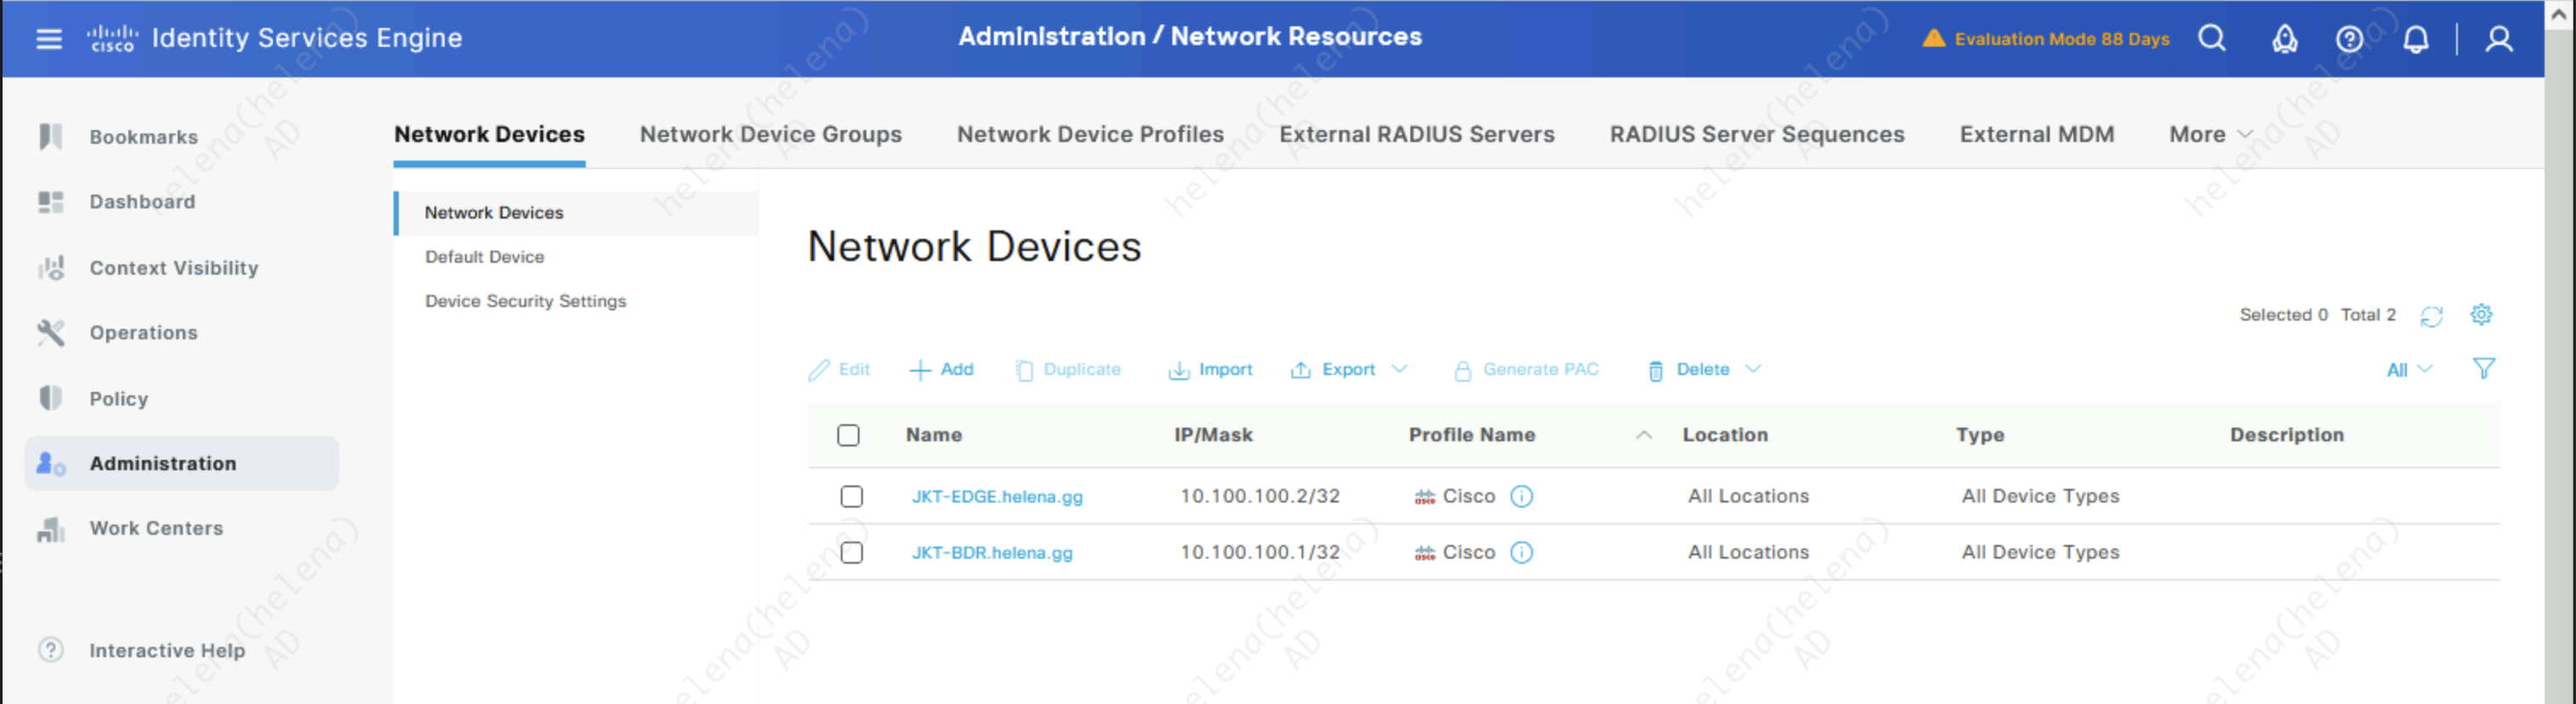 cisco Identity Services Engine
Administration / Network Resources
Evaluation Mode 88 Days
Bookmarks
Dashboard
Context Visibility
Operations
Policy
Administration
Work Centers
Interactive Help
Network Devices Network Device Groups Network Device Profiles External RADIUS Servers RADIUS Server Sequences External MDM More
Network Devices
Default Device
Device Security Settings
Network Devices
Selected 0 Total 2
Edit Add Duplicate Import Export Generate PAC Delete All
Name IP/Mask Profile Name Location Type Description
JKT-EDGE.helena.gg 10.100.100.2/32 Cisco All Locations All Device Types
JKT-BDR.helena.gg 10.100.100.1/32 Cisco All Locations All Device Types
helena(helena)
AD